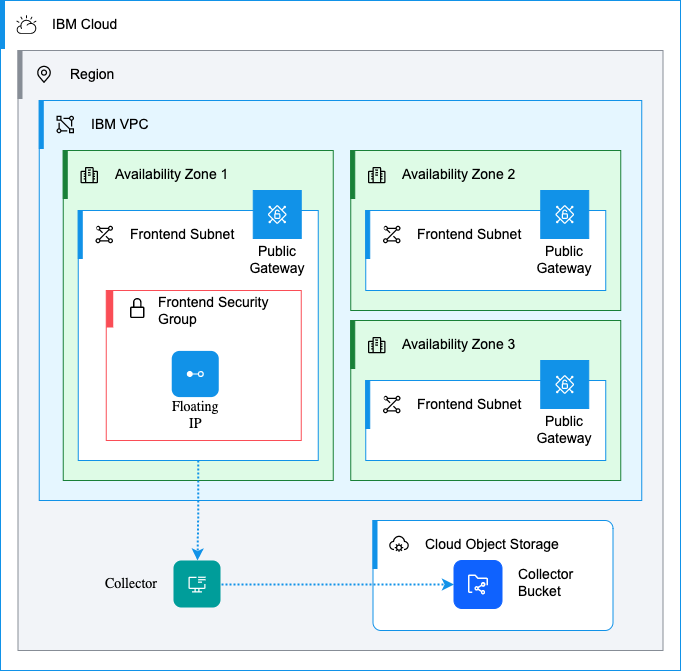 IBM Cloud
Region
IBM VPC
Availability Zone 1
Frontend Subnet
Public
Gateway
Frontend Security
Group
Floating
IP
Availability Zone 2
Frontend Subnet
Public
Gateway
Availability Zone 3
Frontend Subnet
Public
Gateway
Collector
Cloud Object Storage
Collector
Bucket